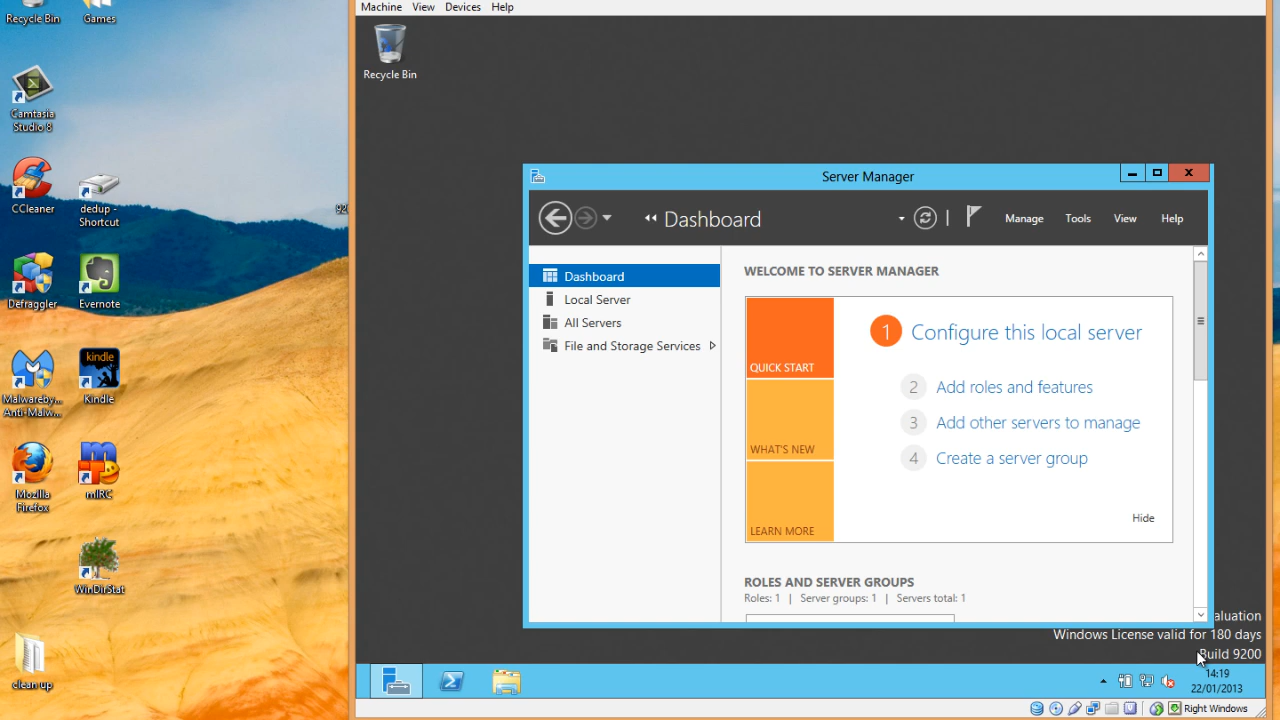 Recycle Bin
Games
Camtasia
Studio 8
CCleaner
dedup -
Shortcut
Defraggler
Evernote
Malwareby...
Anti-Malw...
kindle
Kindle
Mozilla
Firefox
mIRC
WinDirStat
clean up
Machine View Devices Help
Recycle Bin
Server Manager
Dashboard
Manage Tools View Help
Dashboard
Local Server
All Servers
File and Storage Services
WELCOME TO SERVER MANAGER
QUICK START
WHAT'S NEW
LEARN MORE
1 Configure this local server
2 Add roles and features
3 Add other servers to manage
4 Create a server group
Hide
ROLES AND SERVER GROUPS
Roles: 1 | Server groups: 1 | Servers total: 1
aluation
Windows License valid for 180 days
Build 9200
14:19
22/01/2013
Right Windows